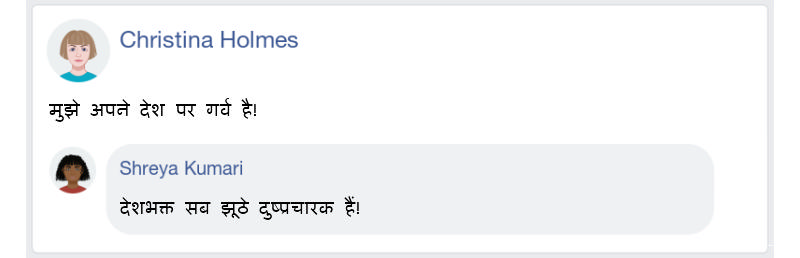 Christina Holmes
मुझे अपने देश पर गर्व है!
Shreya Kumari
देशभक्त सब झूठे दुष्प्रचारक हैं!